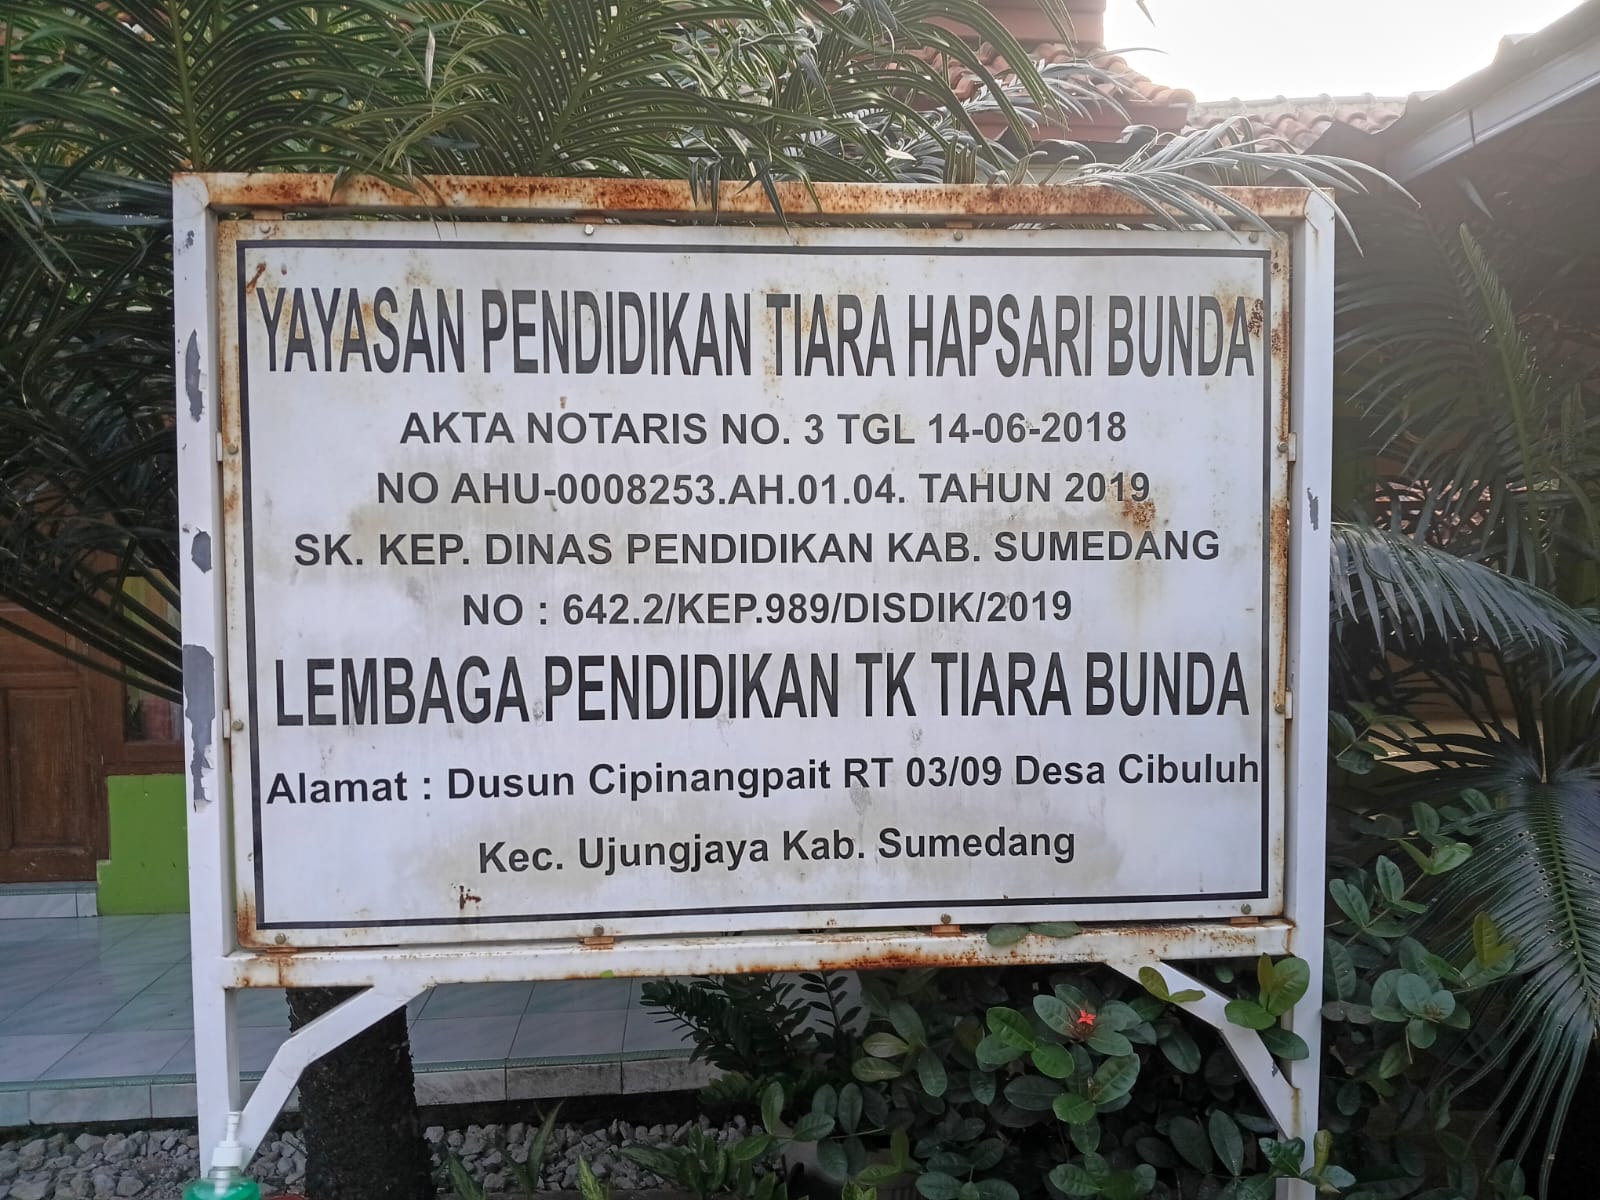 YAYASAN PENDIDIKAN TIARA HAPSARI BUNDA
AKTA NOTARIS NO. 3 TGL 14-06-2018
NO AHU-0008253.AH.01.04. TAHUN 2019
SK. KEP. DINAS PENDIDIKAN KAB. SUMEDANG
NO : 642.2/KEP.989/DISDIK/2019
LEMBAGA PENDIDIKAN TK TIARA BUNDA
Alamat : Dusun Cipinangpait RT 03/09 Desa Cibuluh
Kec. Ujungjaya Kab. Sumedang